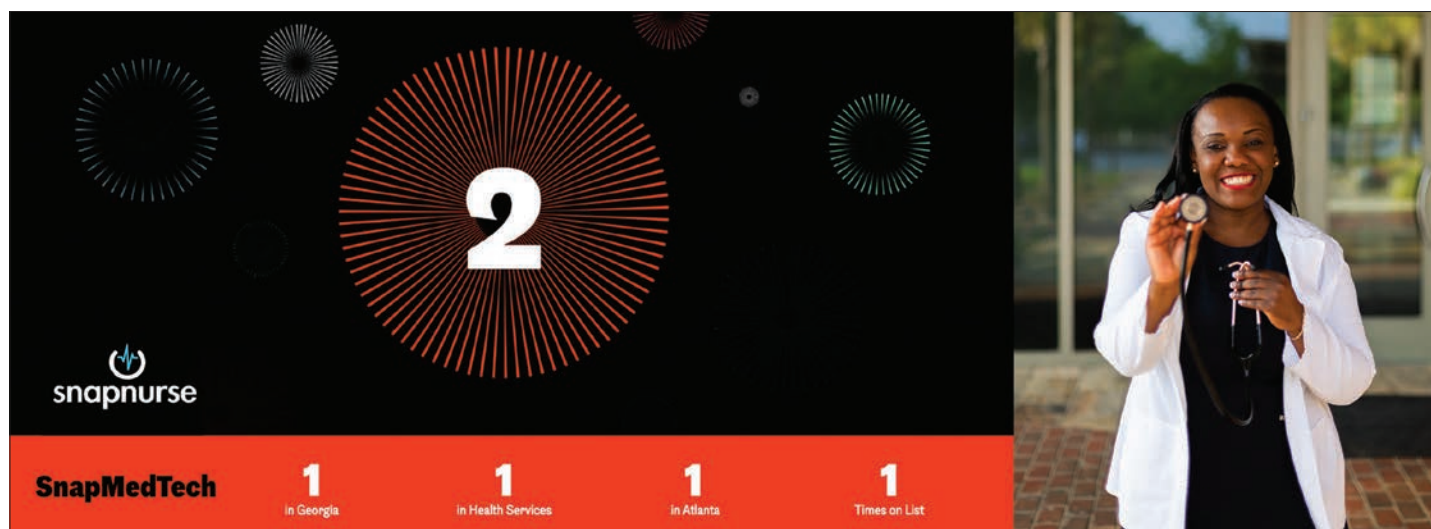 2
snapnurse
SnapMedTech
1
in Georgia
1
in Health Services
1
in Atlanta
1
Times on List